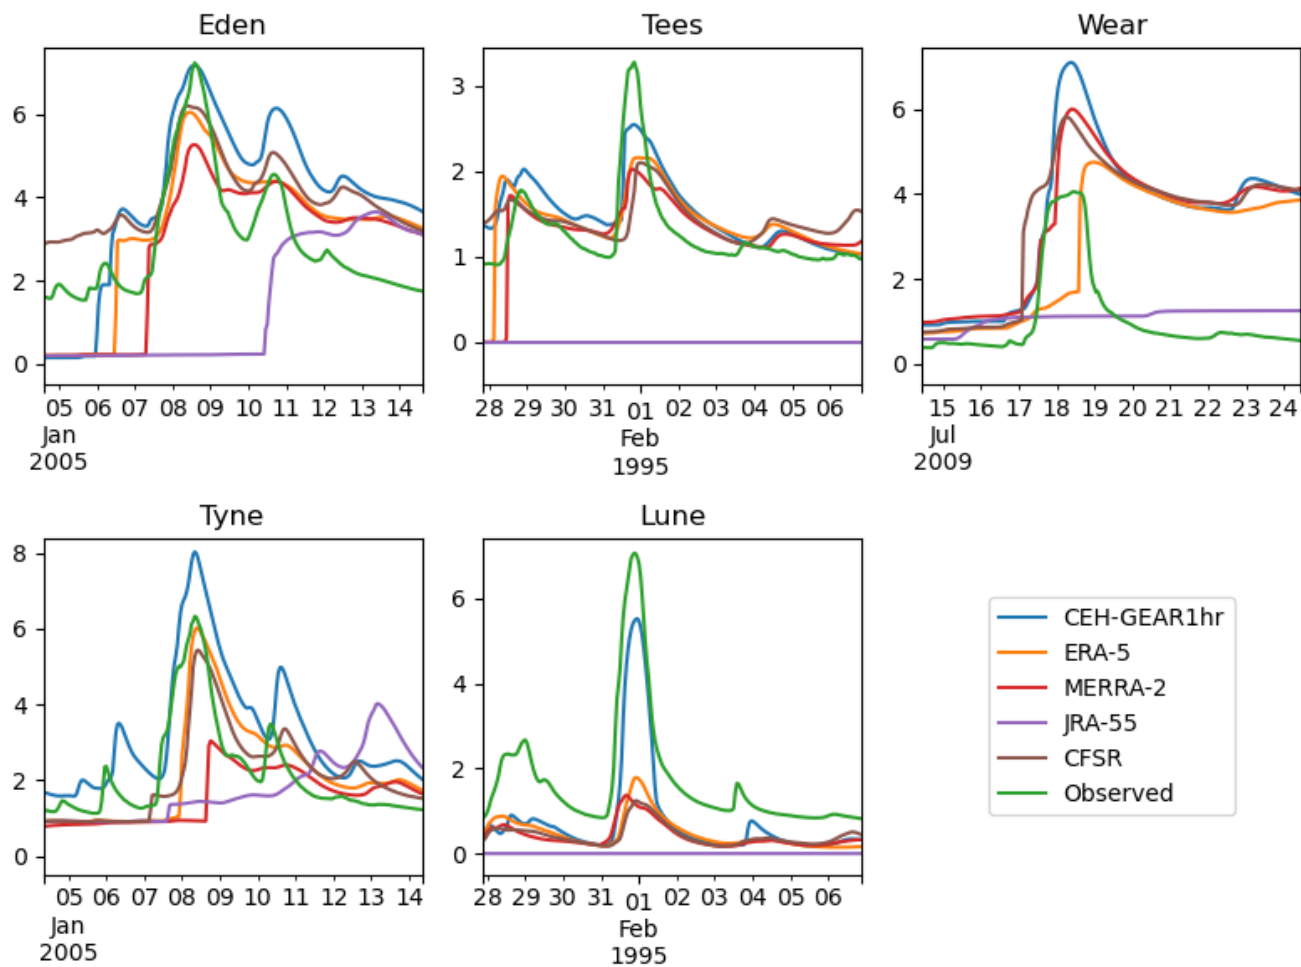 Eden
6
4
2
0
05 06 07 08 09 10 11 12 13 14
Jan
2005
Tees
3
2
1
0
28 29 30 31 01 02 03 04 05 06
Feb
1995
Wear
6
4
2
0
15 16 17 18 19 20 21 22 23 24
Jul
2009
Tyne
8
6
4
2
0
05 06 07 08 09 10 11 12 13 14
Jan
2005
Lune
6
4
2
0
28 29 30 31 01 02 03 04 05 06
Feb
1995
CEH-GEAR1hr
ERA-5
MERRA-2
JRA-55
CFSR
Observed